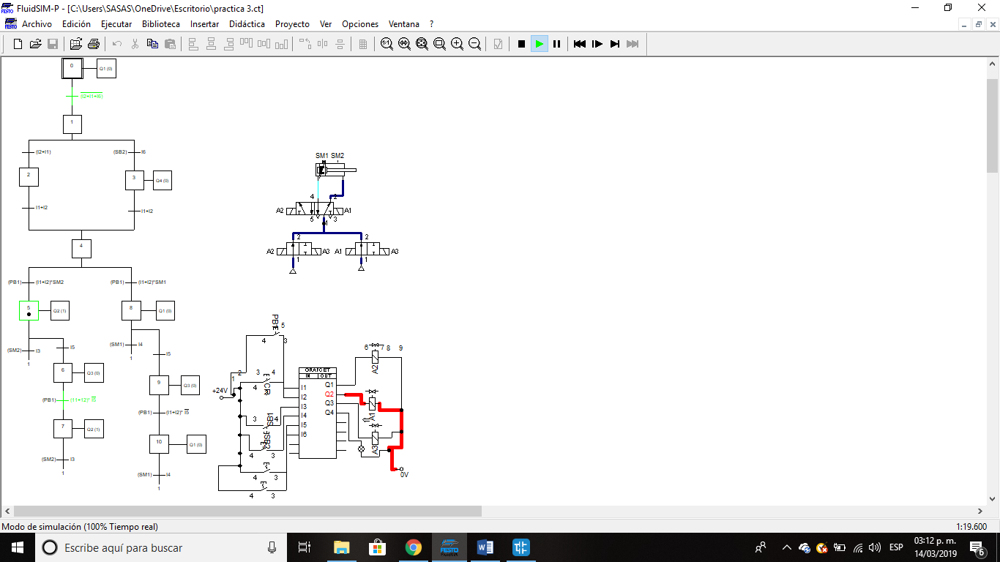 FluidSIM-P - [C:\Users\SASAS\OneDrive\Escritorio\practica 3.ct]
Archivo Edición Ejecutar Biblioteca Insertar Didáctica Proyecto Ver Opciones Ventana ?
0 Q1 (0)
1
(I2+I1) (SB2) I6
2 3 Q4 (0)
I1+I2 I1+I2
4
(PB1) (I1+I2)*SM2 (PB1) (I1+I2)*SM1
5 Q2 (1) 8 Q1 (0)
(SM2) I3 I5 (SM1) I4 I5
1 1
6 Q3 (0) 9 Q3 (0)
(PB1) (I1+I2)* I5 (PB1) (I1+I2)* I5
7 Q2 (1) 10 Q1 (0)
(SM2) I3 (SM1) I4
1 1
SM1 SM2
4 2
A2 A1
5 3
1
2 2
A2 A3 A1 A3
1 1
PB1 5
4 3
6 7 8 9
A2
1 2 3 4
+24V 4 CR
GRAFCET
IN OUT
I1 Q1
I2 Q2
I3 Q3
I4 Q4
I5
I6
A1
A3
3 SB1 4
SB2
4 3
4 3
4 3
0V
Modo de simulación (100% Tiempo real) 1:19.600
Escribe aquí para buscar
FESTO
ESP
03:12 p. m.
14/03/2019
6